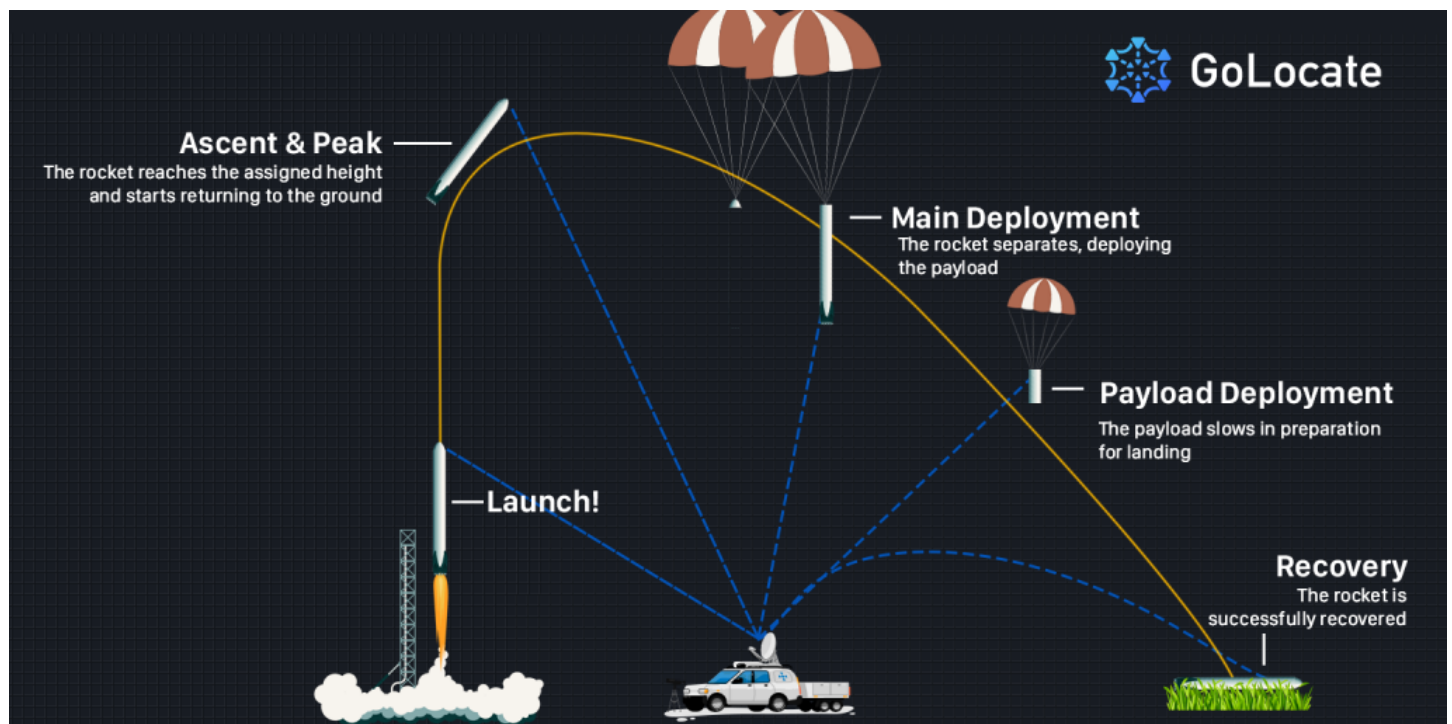 GoLocate
Ascent & Peak
The rocket reaches the assigned height
and starts returning to the ground
Main Deployment
The rocket separates, deploying
the payload
Payload Deployment
The payload slows in preparation
for landing
Launch!
Recovery
The rocket is
successfully recovered